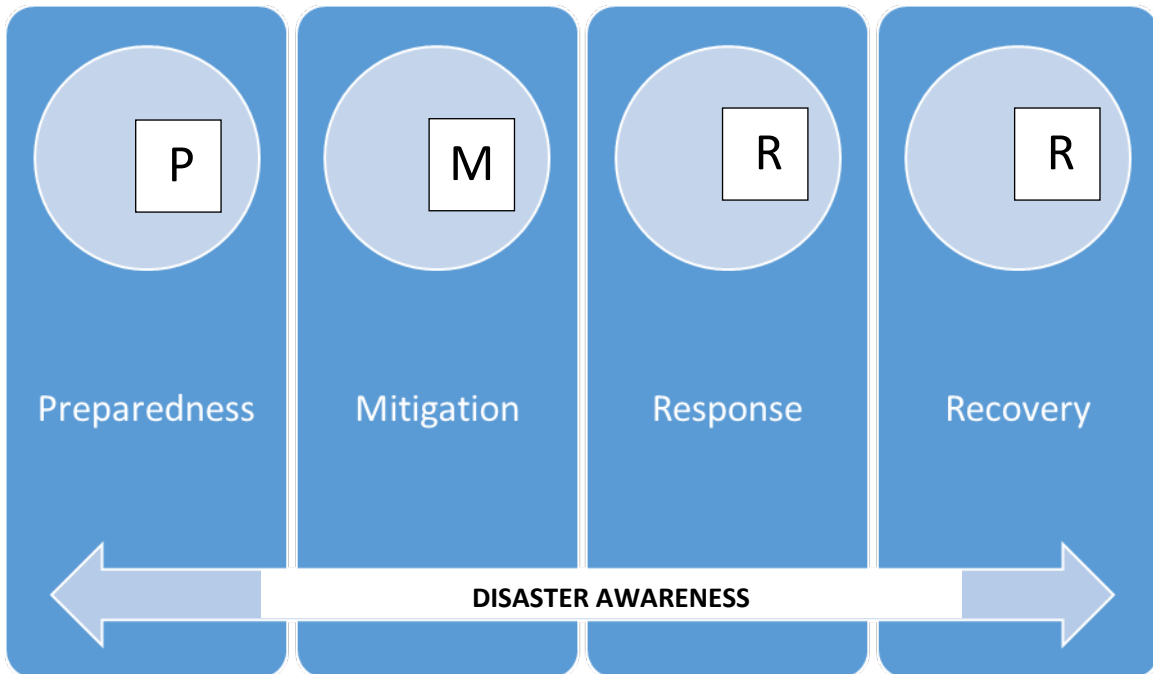 P
M
R
R
Preparedness
Mitigation
Response
Recovery
DISASTER AWARENESS